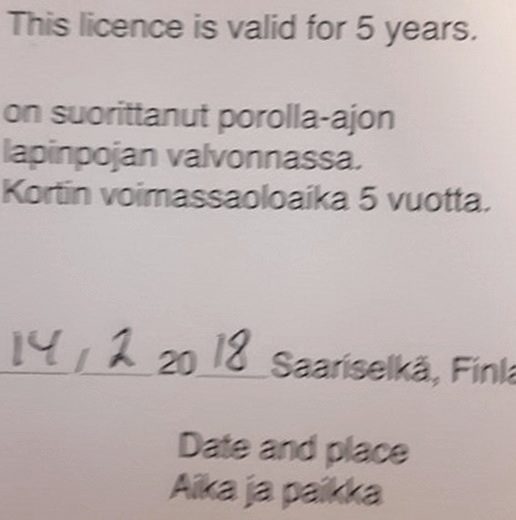 This licence is valid for 5 years.
on suorittanut porolla-ajon
lapinpojan valvonnassa.
Kortin voimassaoloaika 5 vuotta.
14 / 2 20 18 Saariselkä, Finla
Date and place
Aika ja paikka